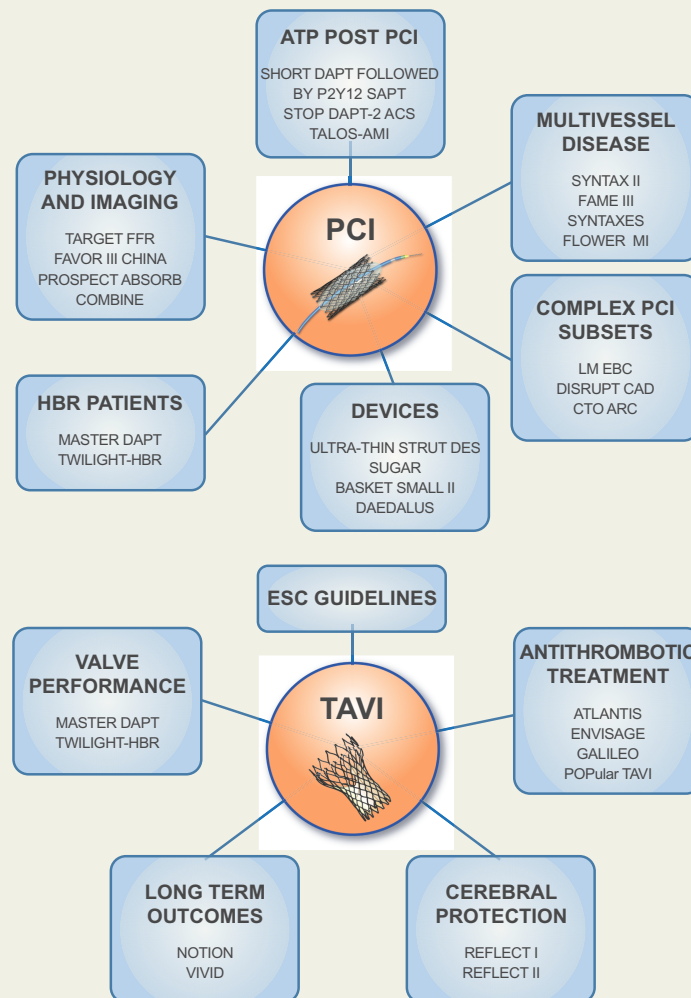 ATP POST PCI
SHORT DAPT FOLLOWED
BY P2Y12 SAPT
STOP DAPT-2 ACS
TALOS-AMI
MULTIVESSEL
DISEASE
SYNTAX II
FAME III
SYNTAXES
FLOWER MI
PHYSIOLOGY
AND IMAGING
TARGET FFR
FAVOR III CHINA
PROSPECT ABSORB
COMBINE
PCI
COMPLEX PCI
SUBSETS
LM EBC
DISRUPT CAD
CTO ARC
HBR PATIENTS
MASTER DAPT
TWILIGHT-HBR
DEVICES
ULTRA-THIN STRUT DES
SUGAR
BASKET SMALL II
DAEDALUS
ESC GUIDELINES
VALVE
PERFORMANCE
MASTER DAPT
TWILIGHT-HBR
TAVI
ANTITHROMBOTIC
TREATMENT
ATLANTIS
ENVISAGE
GALILEO
POPular TAVI
LONG TERM
OUTCOMES
NOTION
VIVID
CEREBRAL
PROTECTION
REFLECT I
REFLECT II